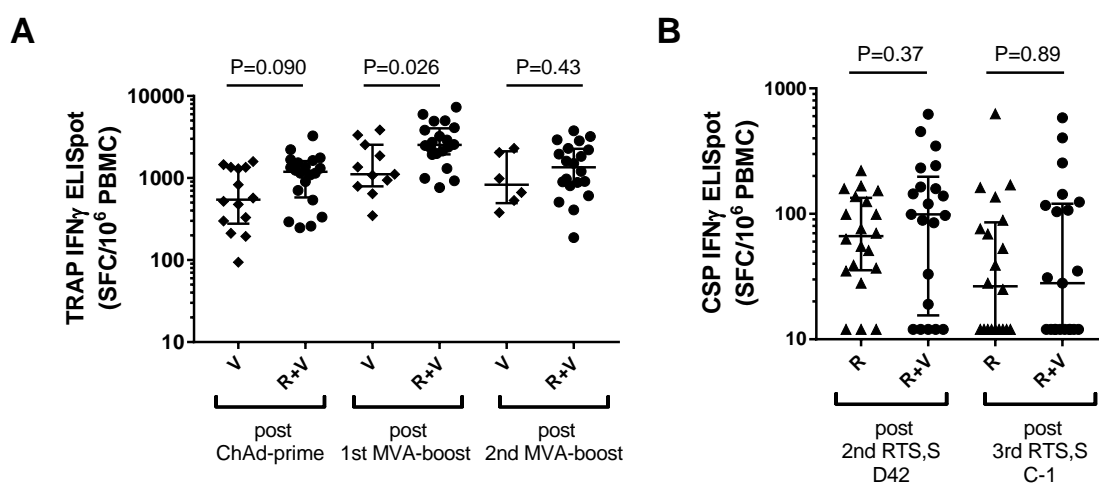 A
P=0.090
P=0.026
P=0.43
TRAP IFNγ ELISpot
(SFC/10⁶ PBMC)
10000
1000
100
10
V
R+V
V
R+V
V
R+V
post
ChAd-prime
post
1st MVA-boost
post
2nd MVA-boost
B
P=0.37
P=0.89
CSP IFNγ ELISpot
(SFC/10⁶ PBMC)
1000
100
10
R
R+V
R
R+V
post
2nd RTS,S
D42
post
3rd RTS,S
C-1